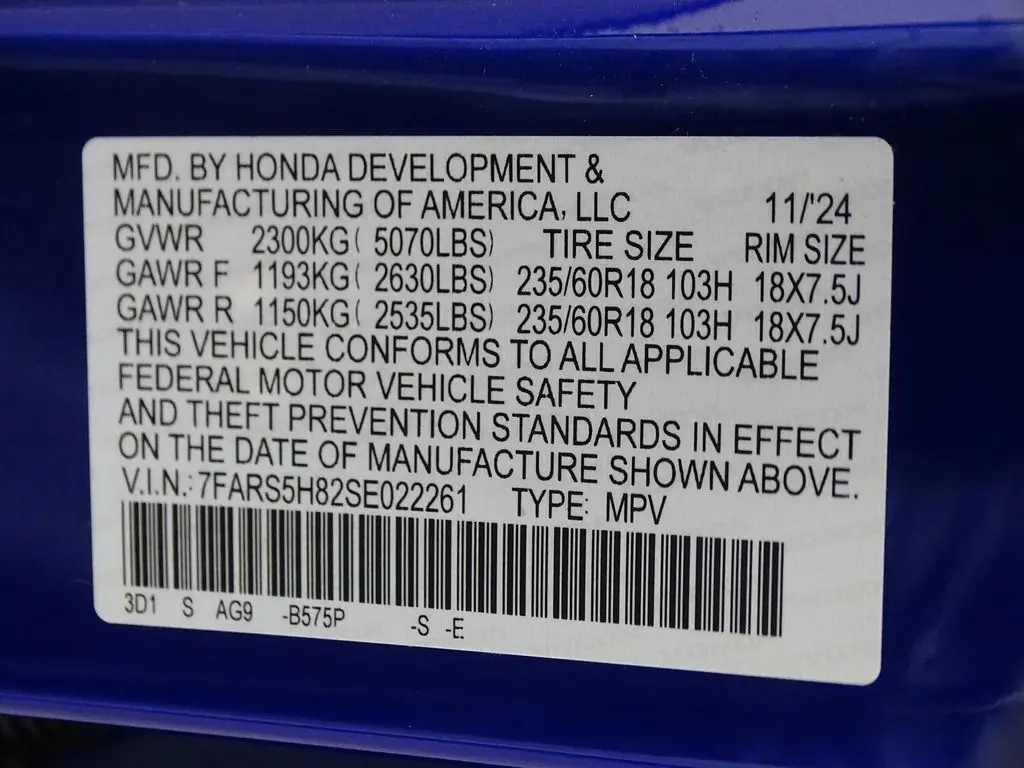 MFD. BY HONDA DEVELOPMENT &
MANUFACTURING OF AMERICA, LLC 11/'24
GVWR 2300KG( 5070LBS) TIRE SIZE RIM SIZE
GAWR F 1193KG( 2630LBS) 235/60R18 103H 18X7.5J
GAWR R 1150KG( 2535LBS) 235/60R18 103H 18X7.5J
THIS VEHICLE CONFORMS TO ALL APPLICABLE
FEDERAL MOTOR VEHICLE SAFETY
AND THEFT PREVENTION STANDARDS IN EFFECT
ON THE DATE OF MANUFACTURE SHOWN ABOVE.
V.I.N.: 7FARS5H82SE022261 TYPE: MPV
3D1 S AG9 -B575P -S -E